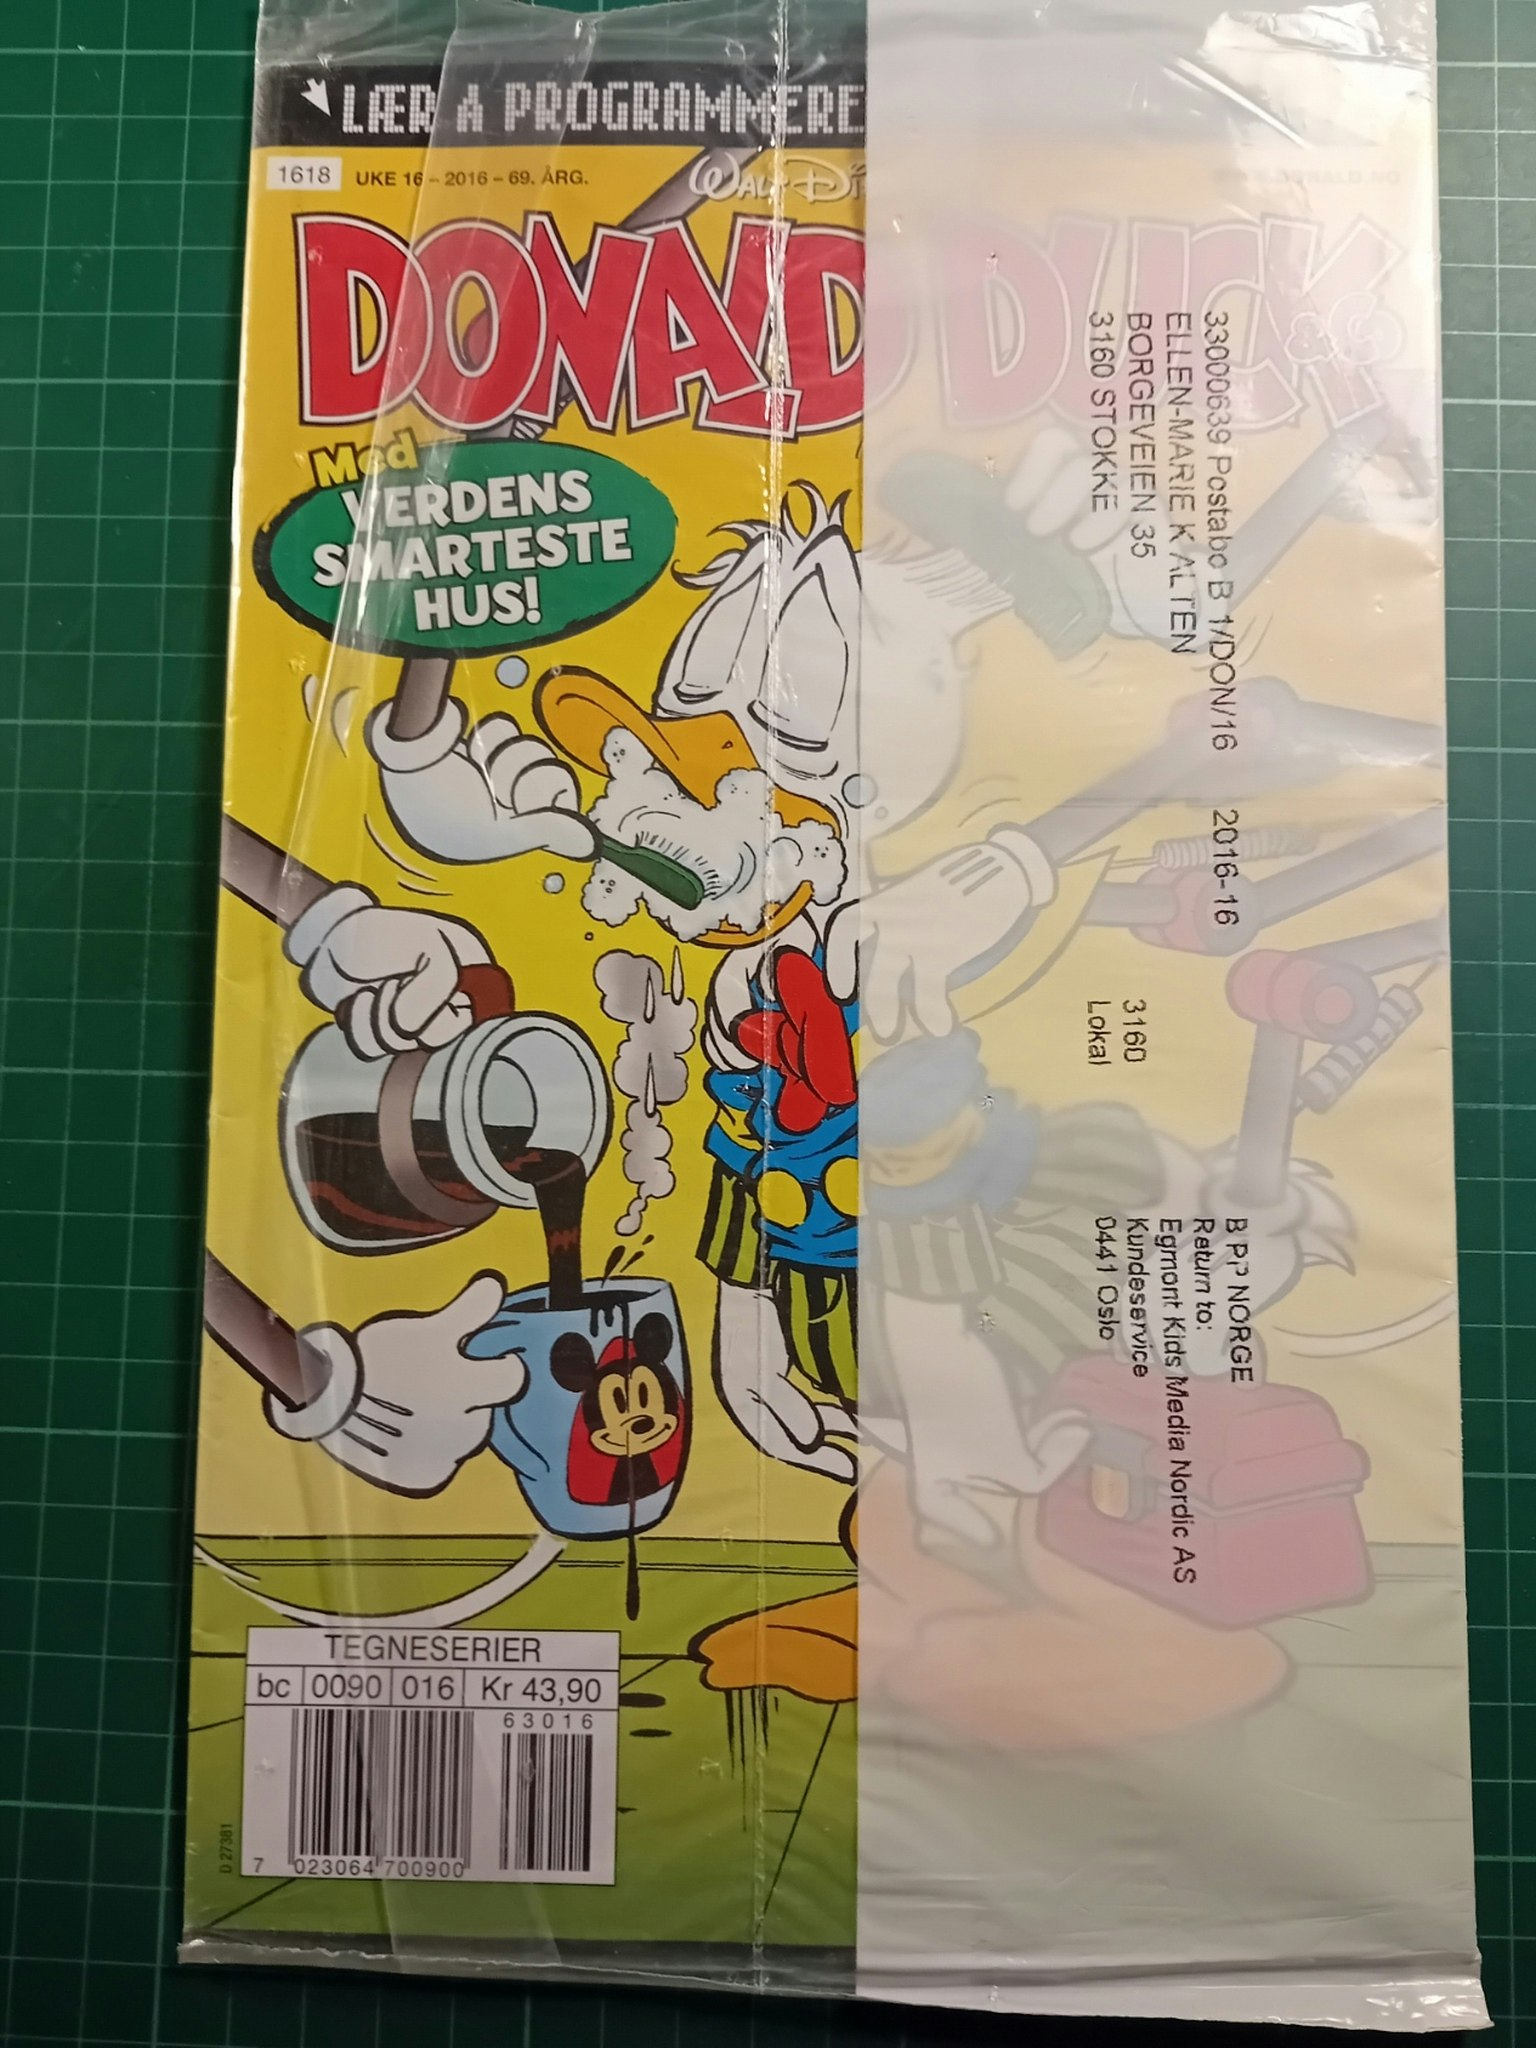 LÆR Å PROGRAMMERE
1618
UKE 16 – 2016 – 69. ÅRG.
DONALD DUCK
Med
VERDENS
SMARTESTE
HUS!
33000639 Postabo B 1/DON/16 2016-16
ELLEN-MARIE K ALTEN
BORGEVEIEN 35
3160 STOKKE
3160
Lokal
B PP NORGE
Return to:
Egmont Kids Media Nordic AS
Kundeservice
0441 Oslo
TEGNESERIER
bc 0090 016 Kr 43,90
63016
7 023064 700900
D 27381